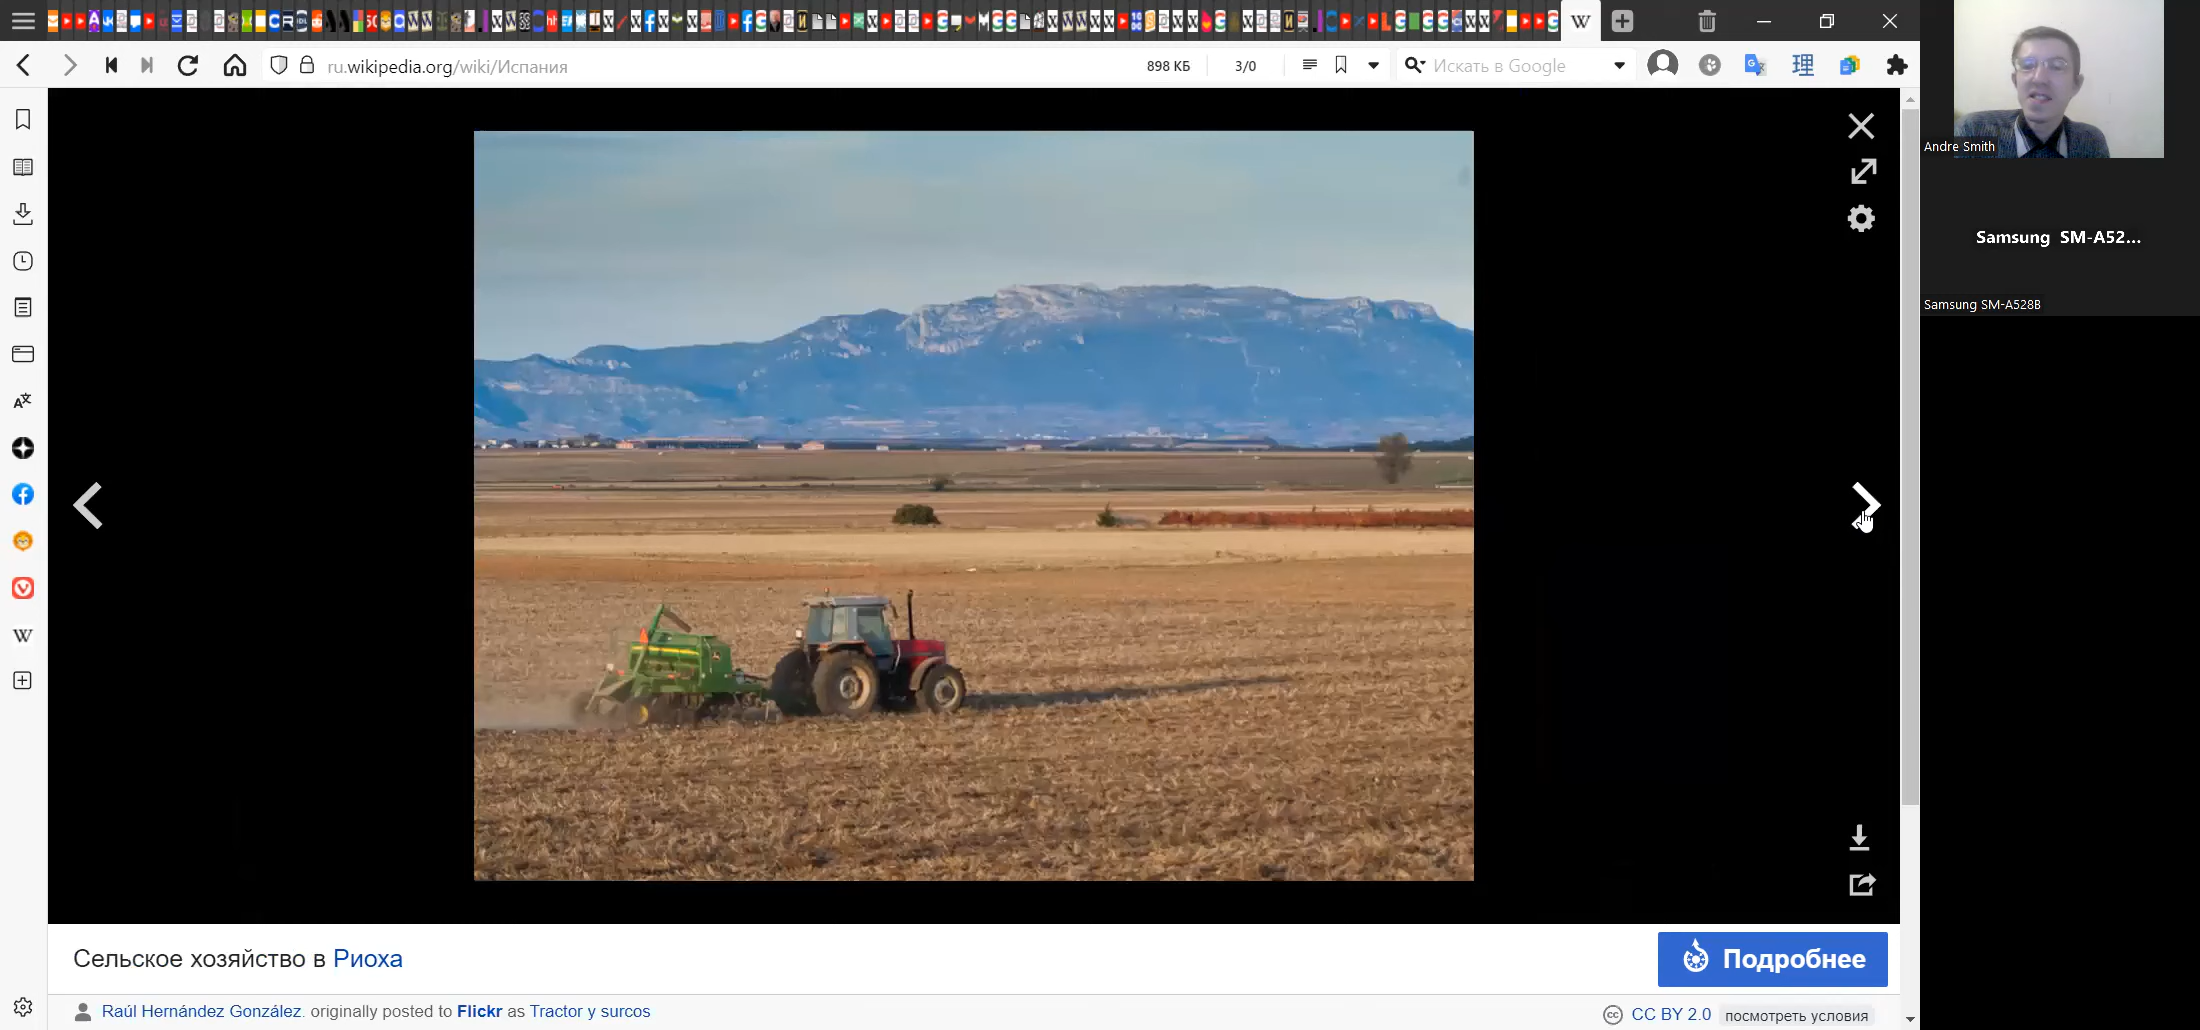 ru.wikipedia.org/wiki/Испания
898 КБ
3/0
Искать в Google
Andre Smith
Samsung SM-A52...
Samsung SM-A528B
Сельское хозяйство в Риоха
Подробнее
Raúl Hernández González. originally posted to Flickr as Tractor y surcos
CC BY 2.0 посмотреть условия